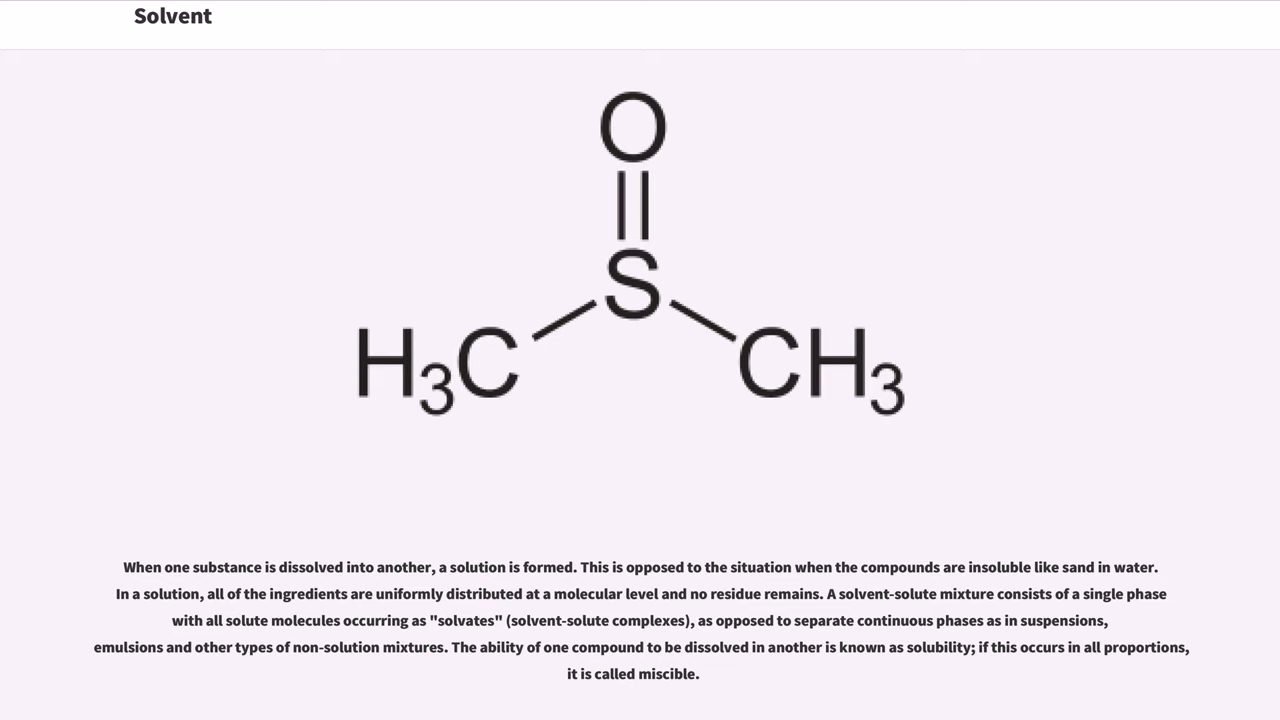 Solvent
O
S
H3C CH3
When one substance is dissolved into another, a solution is formed. This is opposed to the situation when the compounds are insoluble like sand in water.
In a solution, all of the ingredients are uniformly distributed at a molecular level and no residue remains. A solvent-solute mixture consists of a single phase
with all solute molecules occurring as "solvates" (solvent-solute complexes), as opposed to separate continuous phases as in suspensions,
emulsions and other types of non-solution mixtures. The ability of one compound to be dissolved in another is known as solubility; if this occurs in all proportions,
it is called miscible.